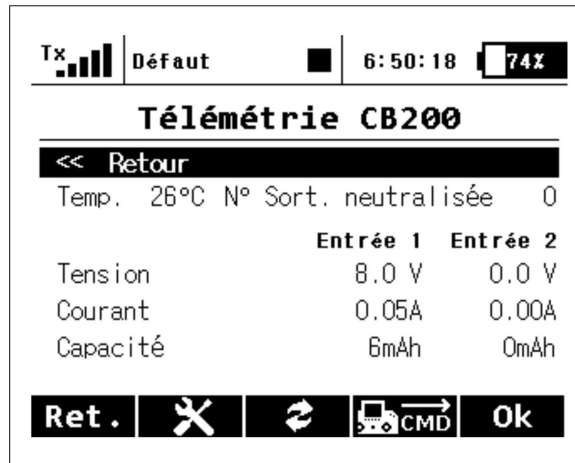 Tx Défaut 6:50:18 74%
Télémétrie CB200
<< Retour
Temp. 26°C N° Sort. neutralisée 0
Entrée 1 Entrée 2
Tension 8.0 V 0.0 V
Courant 0.05A 0.00A
Capacité 6mAh 0mAh
Ret. CMD Ok